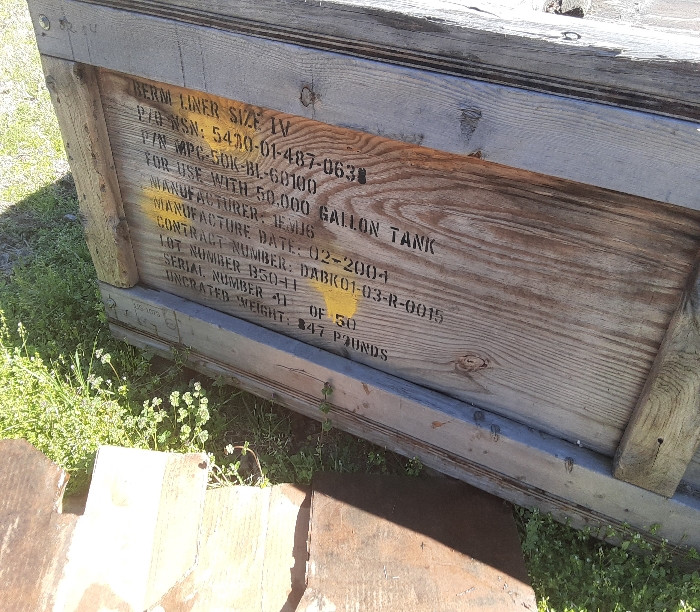 BERM LINER SIZE IV
P/O NSN: 5430-01-487-063
P/N MPC-50K-BL-60100
FOR USE WITH 50,000 GALLON TANK
MANUFACTURER: 1EMJ6
MANUFACTURE DATE: 02-2004
CONTRACT NUMBER: DABK01-03-R-0015
LOT NUMBER B50-11
SERIAL NUMBER 41 OF 50
UNCRATED WEIGHT: 847 POUNDS